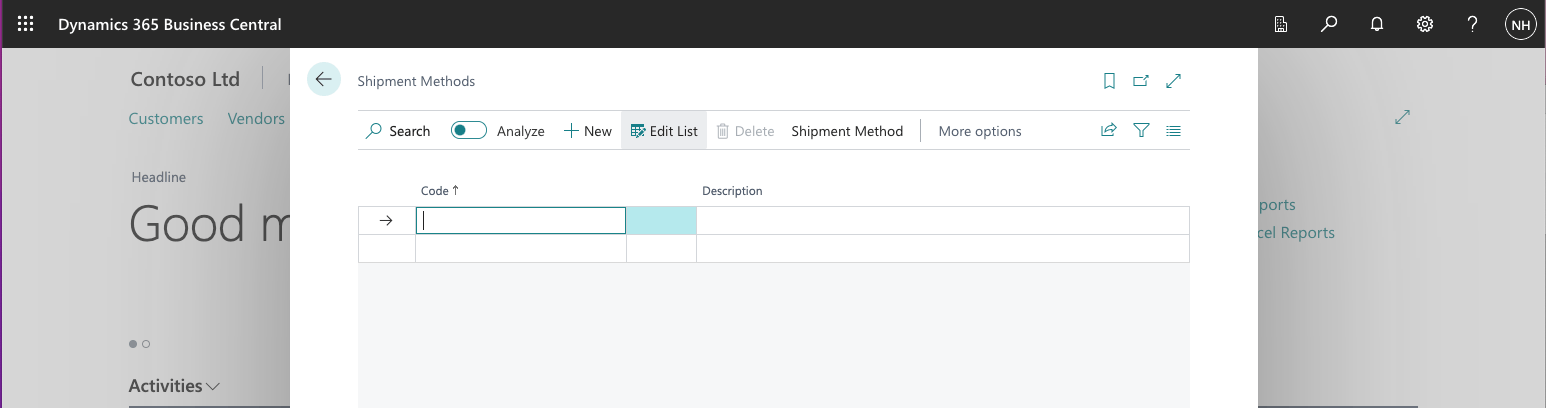 Dynamics 365 Business Central
NH
Contoso Ltd
Customers Vendors
Headline
Good m
Activities
Shipment Methods
Search Analyze New Edit List Delete Shipment Method More options
Code ↑ Description
ports
cel Reports